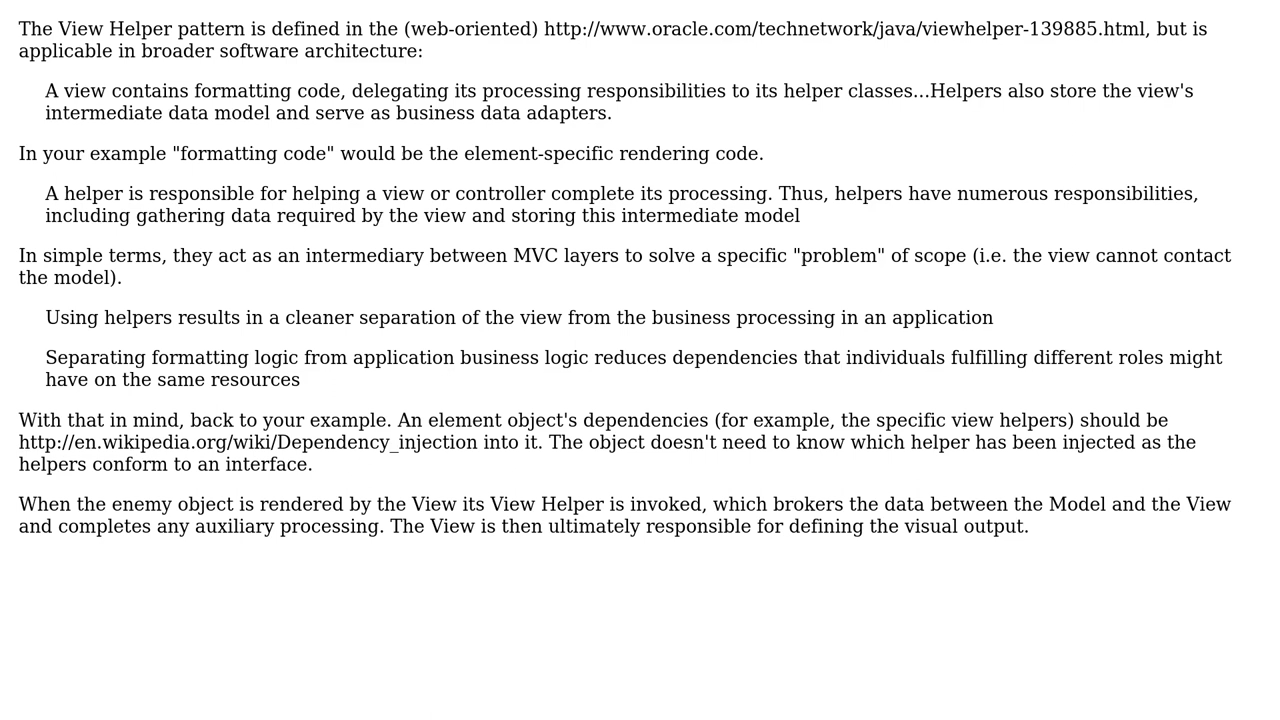 The View Helper pattern is defined in the (web-oriented) http://www.oracle.com/technetwork/java/viewhelper-139885.html, but is
applicable in broader software architecture:
A view contains formatting code, delegating its processing responsibilities to its helper classes...Helpers also store the view's
intermediate data model and serve as business data adapters.
In your example "formatting code" would be the element-specific rendering code.
A helper is responsible for helping a view or controller complete its processing. Thus, helpers have numerous responsibilities,
including gathering data required by the view and storing this intermediate model
In simple terms, they act as an intermediary between MVC layers to solve a specific "problem" of scope (i.e. the view cannot contact
the model).
Using helpers results in a cleaner separation of the view from the business processing in an application
Separating formatting logic from application business logic reduces dependencies that individuals fulfilling different roles might
have on the same resources
With that in mind, back to your example. An element object's dependencies (for example, the specific view helpers) should be
http://en.wikipedia.org/wiki/Dependency_injection into it. The object doesn't need to know which helper has been injected as the
helpers conform to an interface.
When the enemy object is rendered by the View its View Helper is invoked, which brokers the data between the Model and the View
and completes any auxiliary processing. The View is then ultimately responsible for defining the visual output.